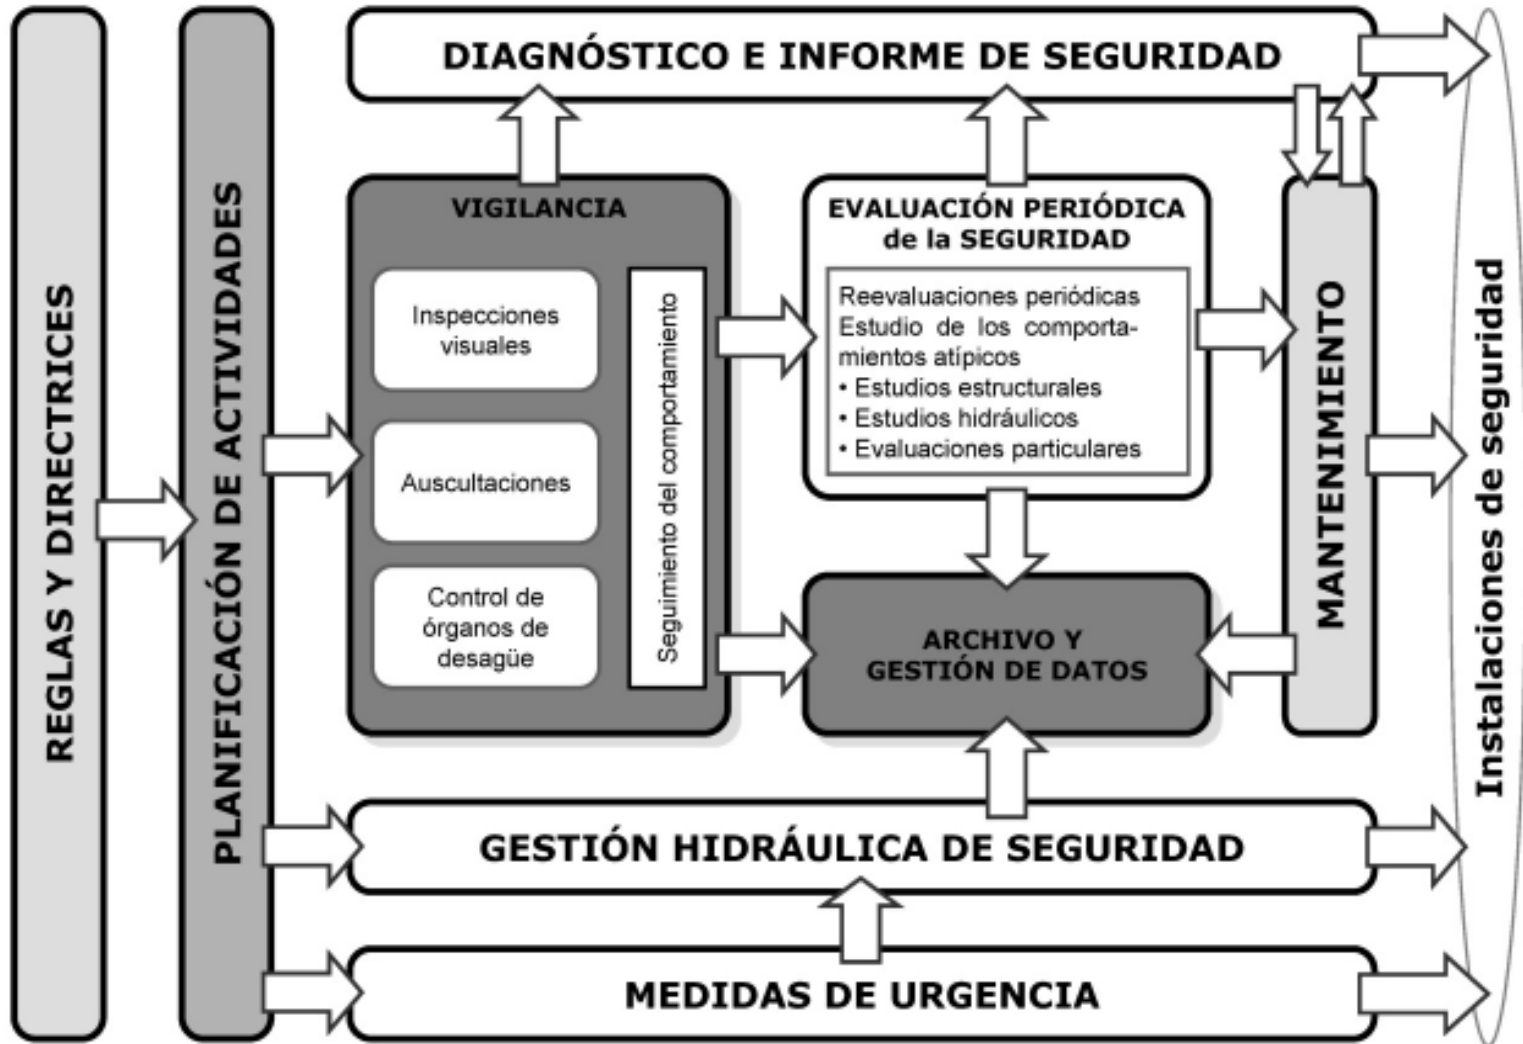 REGLAS Y DIRECTRICES
PLANIFICACIÓN DE ACTIVIDADES
DIAGNÓSTICO E INFORME DE SEGURIDAD
VIGILANCIA
Inspecciones
visuales
Auscultaciones
Control de
órganos de
desagüe
Seguimiento del comportamiento
EVALUACIÓN PERIÓDICA
de la SEGURIDAD
Reevaluaciones periódicas
Estudio de los comporta-
mientos atípicos
• Estudios estructurales
• Estudios hidráulicos
• Evaluaciones particulares
ARCHIVO Y
GESTIÓN DE DATOS
MANTENIMIENTO
GESTIÓN HIDRÁULICA DE SEGURIDAD
MEDIDAS DE URGENCIA
Instalaciones de seguridad